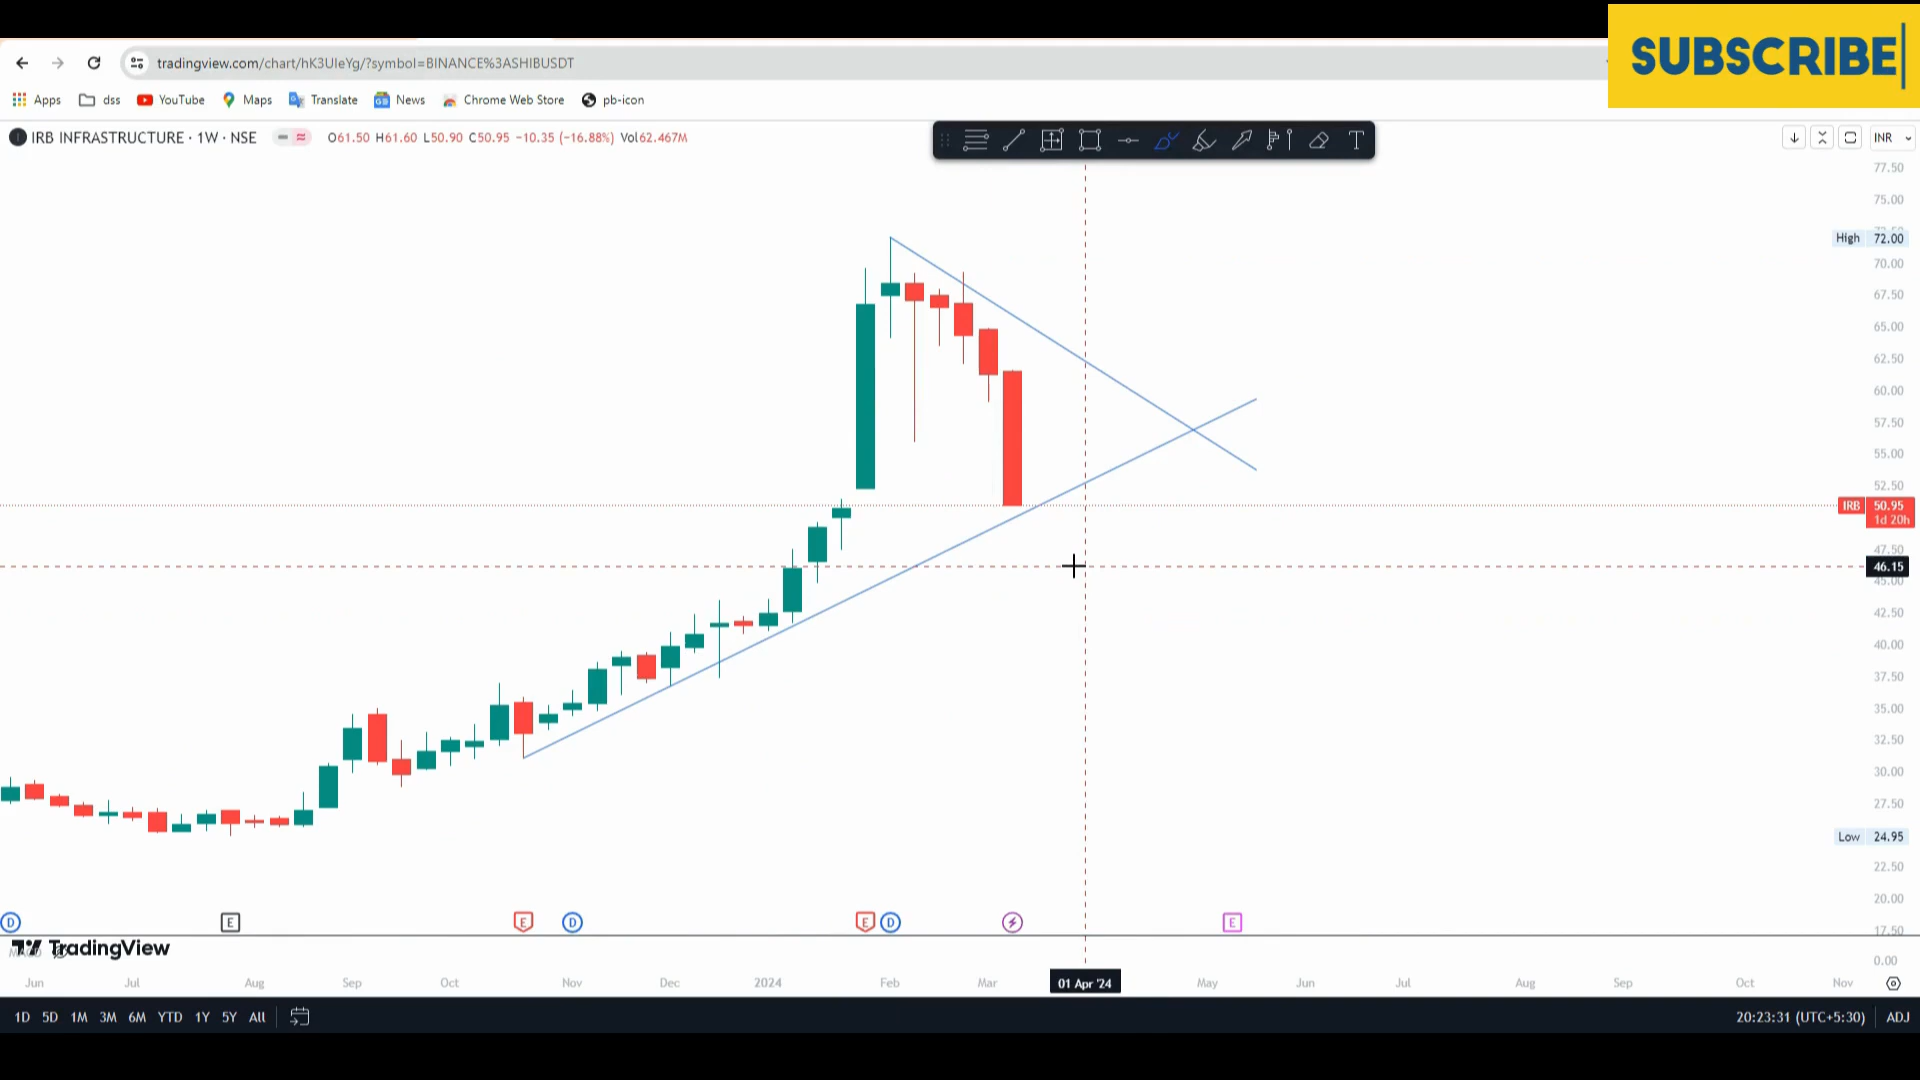 SUBSCRIBE
tradingview.com/chart/hK3UIeYg/?symbol=BINANCE%3ASHIBUSDT
Apps dss YouTube Maps Translate News Chrome Web Store pb-icon
IRB INFRASTRUCTURE · 1W · NSE O61.50 H61.60 L50.90 C50.95 −10.35 (−16.88%) Vol62.467M
T
INR
77.50
75.00
High 72.00
70.00
67.50
65.00
62.50
60.00
57.50
55.00
52.50
IRB 50.95
1d 20h
47.50
46.15
45.00
42.50
40.00
37.50
35.00
32.50
30.00
27.50
Low 24.95
22.50
20.00
17.50
0.00
D E E D E D E
TradingView
Jun Jul Aug Sep Oct Nov Dec 2024 Feb Mar 01 Apr '24 May Jun Jul Aug Sep Oct Nov
1D 5D 1M 3M 6M YTD 1Y 5Y All 20:23:31 (UTC+5:30) ADJ